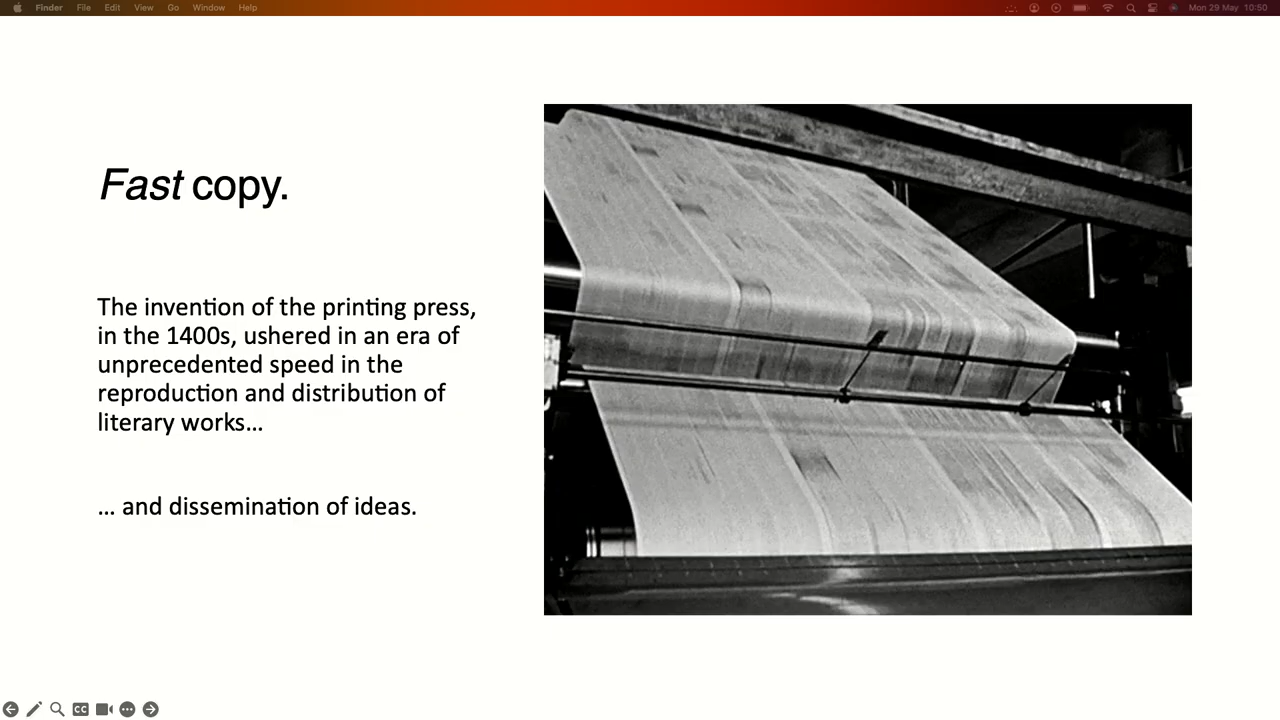 Finder File Edit View Go Window Help Mon 29 May 10:50
Fast copy.
The invention of the printing press,
in the 1400s, ushered in an era of
unprecedented speed in the
reproduction and distribution of
literary works…
… and dissemination of ideas.
CC